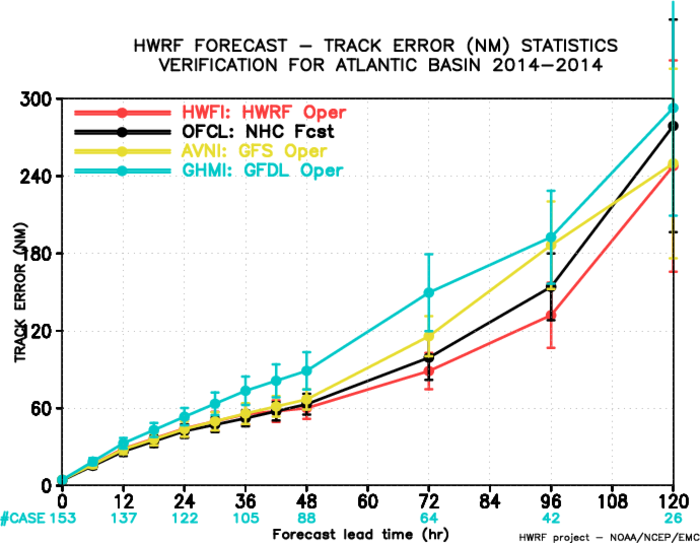 HWRF FORECAST – TRACK ERROR (NM) STATISTICS
VERIFICATION FOR ATLANTIC BASIN 2014–2014
HWFI: HWRF Oper
OFCL: NHC Fcst
AVNI: GFS Oper
GHMI: GFDL Oper
TRACK ERROR (NM)
300
240
180
120
60
0
0 12 24 36 48 60 72 84 96 108 120
#CASE 153 137 122 105 88 64 42 26
Forecast lead time (hr)
HWRF project – NOAA/NCEP/EMC